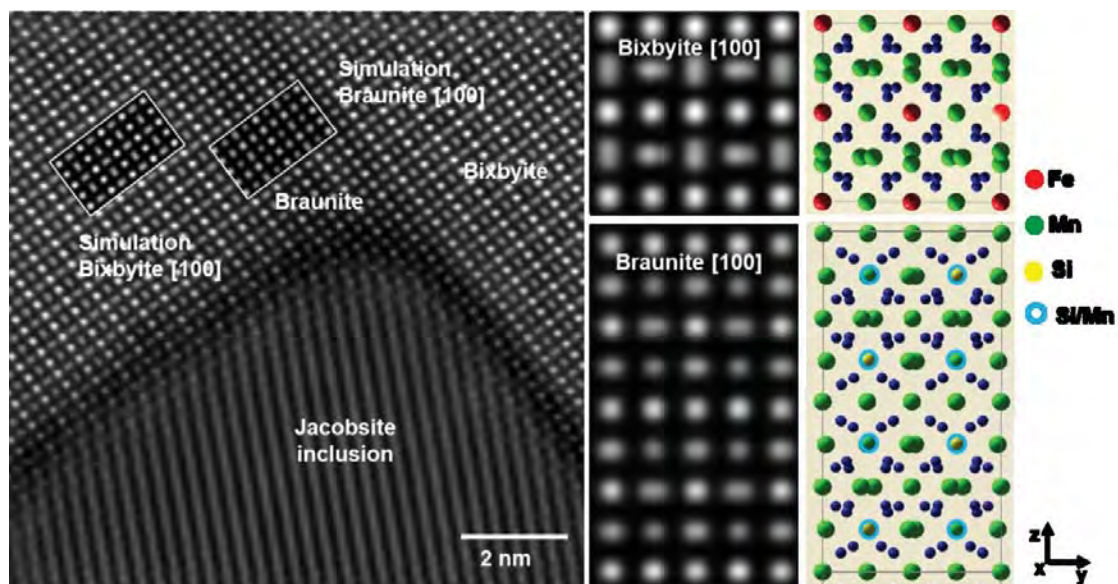 Simulation
Braunite [100]
Bixbyite
Braunite
Simulation
Bixbyite [100]
Jacobsite
inclusion
2 nm
Bixbyite [100]
Braunite [100]
Fe
Mn
Si
Si/Mn
z
x
y